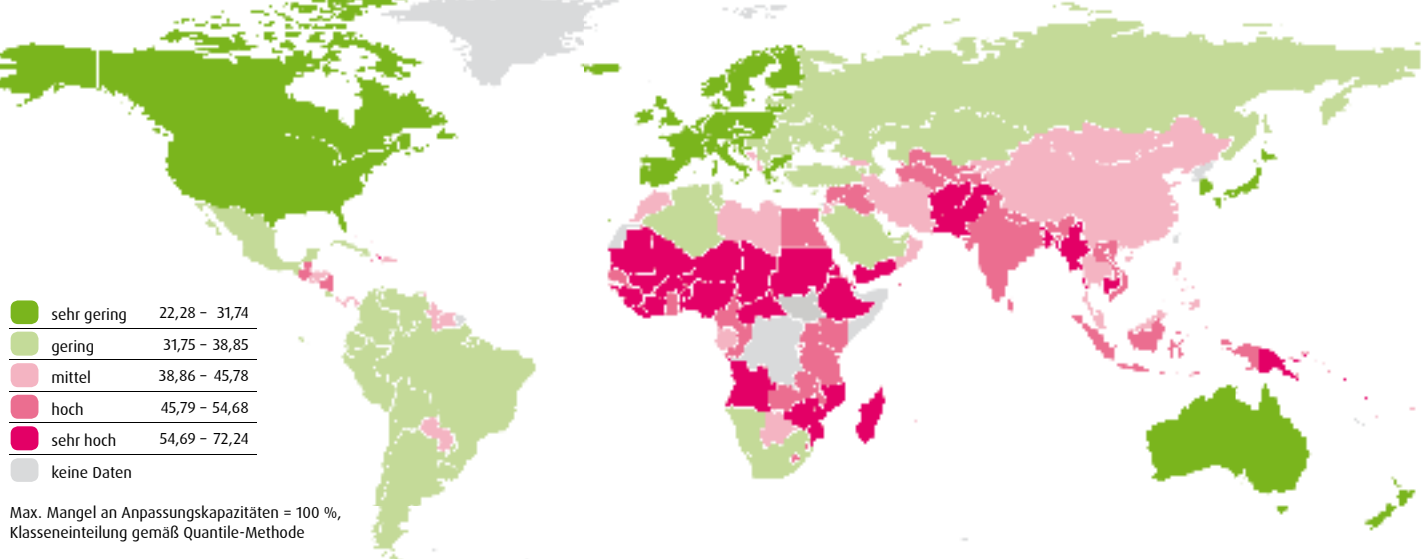 sehr gering 22,28 – 31,74
gering 31,75 – 38,85
mittel 38,86 – 45,78
hoch 45,79 – 54,68
sehr hoch 54,69 – 72,24
keine Daten
Max. Mangel an Anpassungskapazitäten = 100 %,
Klasseneinteilung gemäß Quantile-Methode